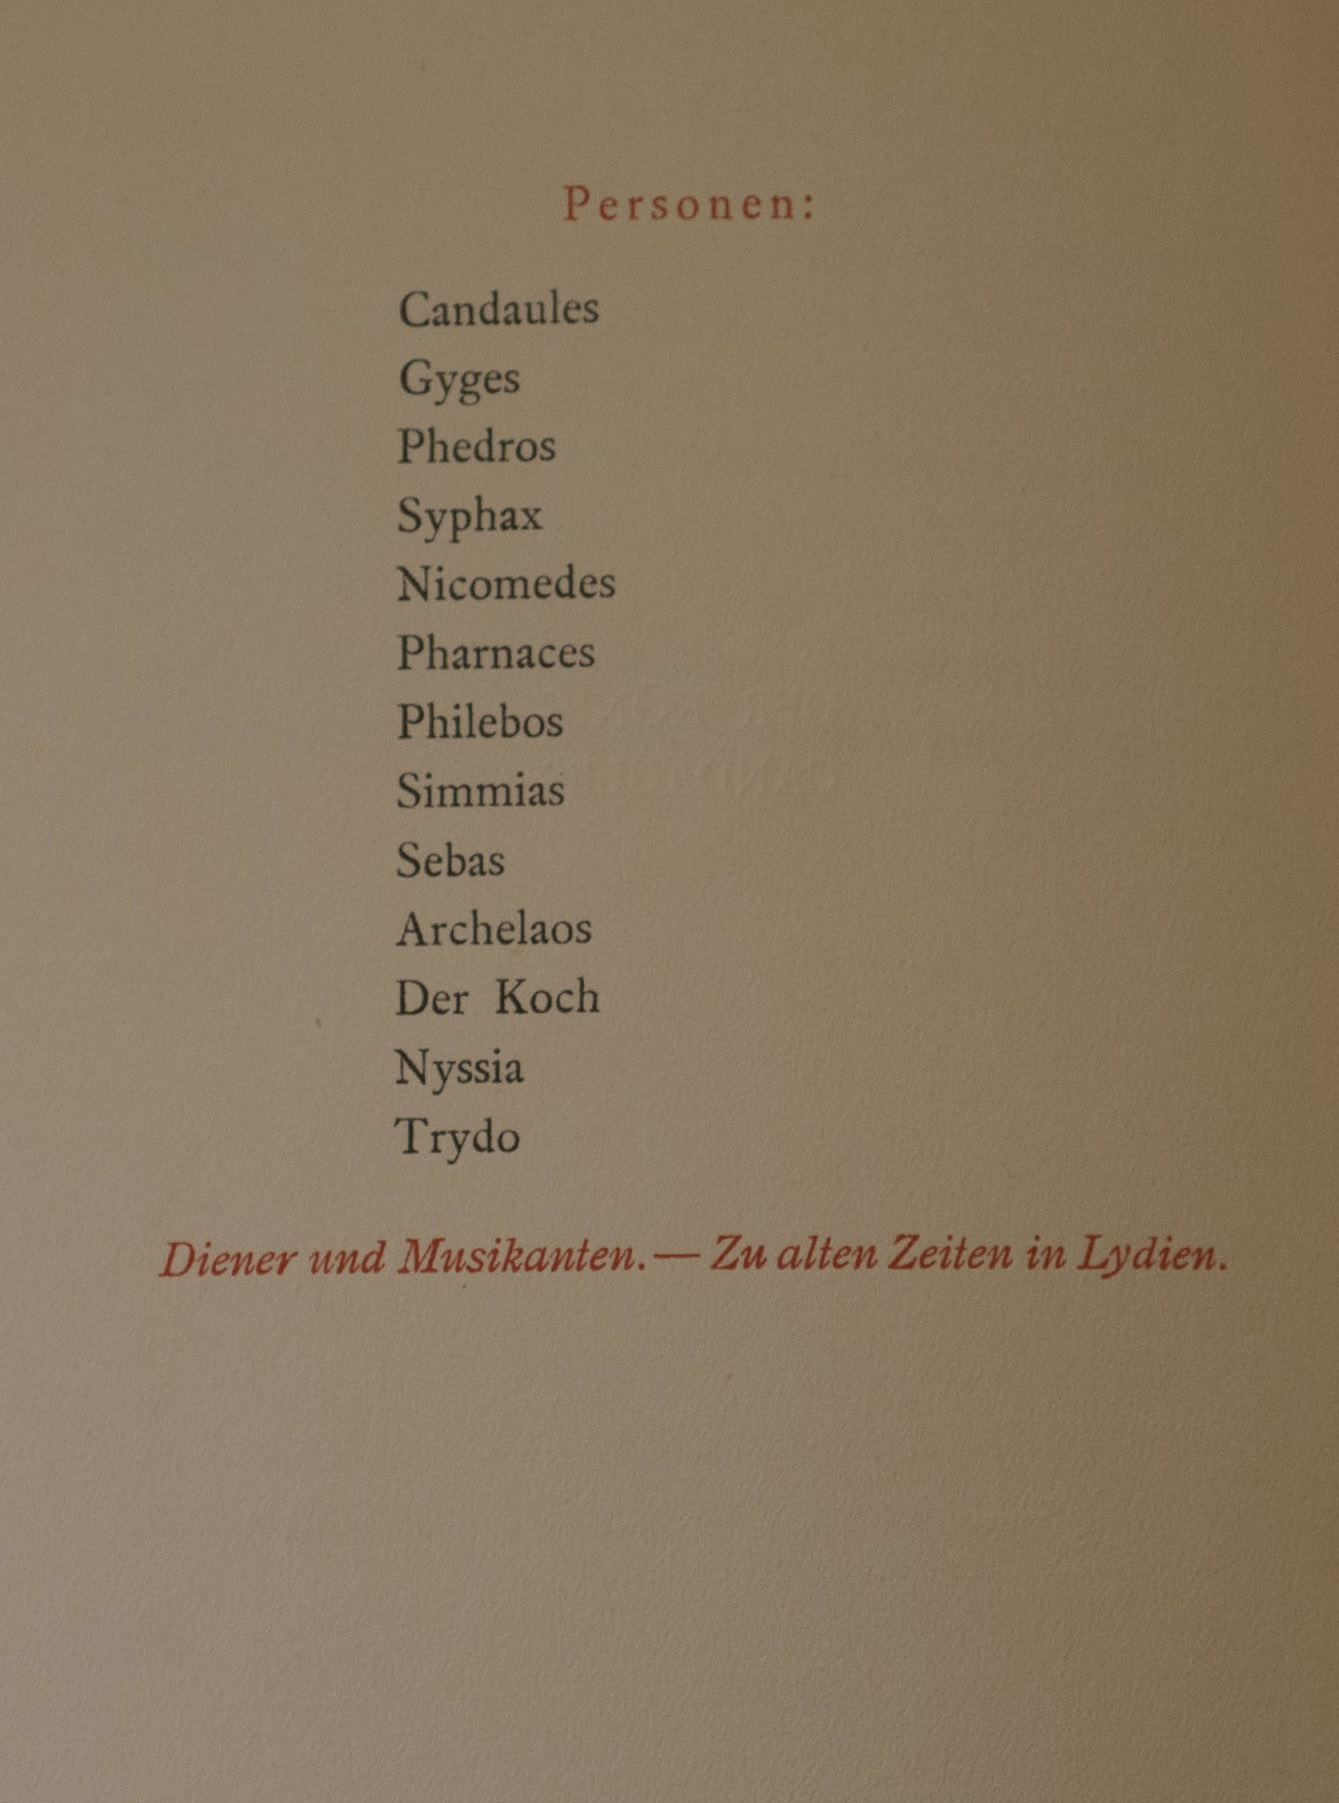 Personen:
Candaules
Gyges
Phedros
Syphax
Nicomedes
Pharnaces
Philebos
Simmias
Sebas
Archelaos
Der Koch
Nyssia
Trydo
Diener und Musikanten. — Zu alten Zeiten in Lydien.